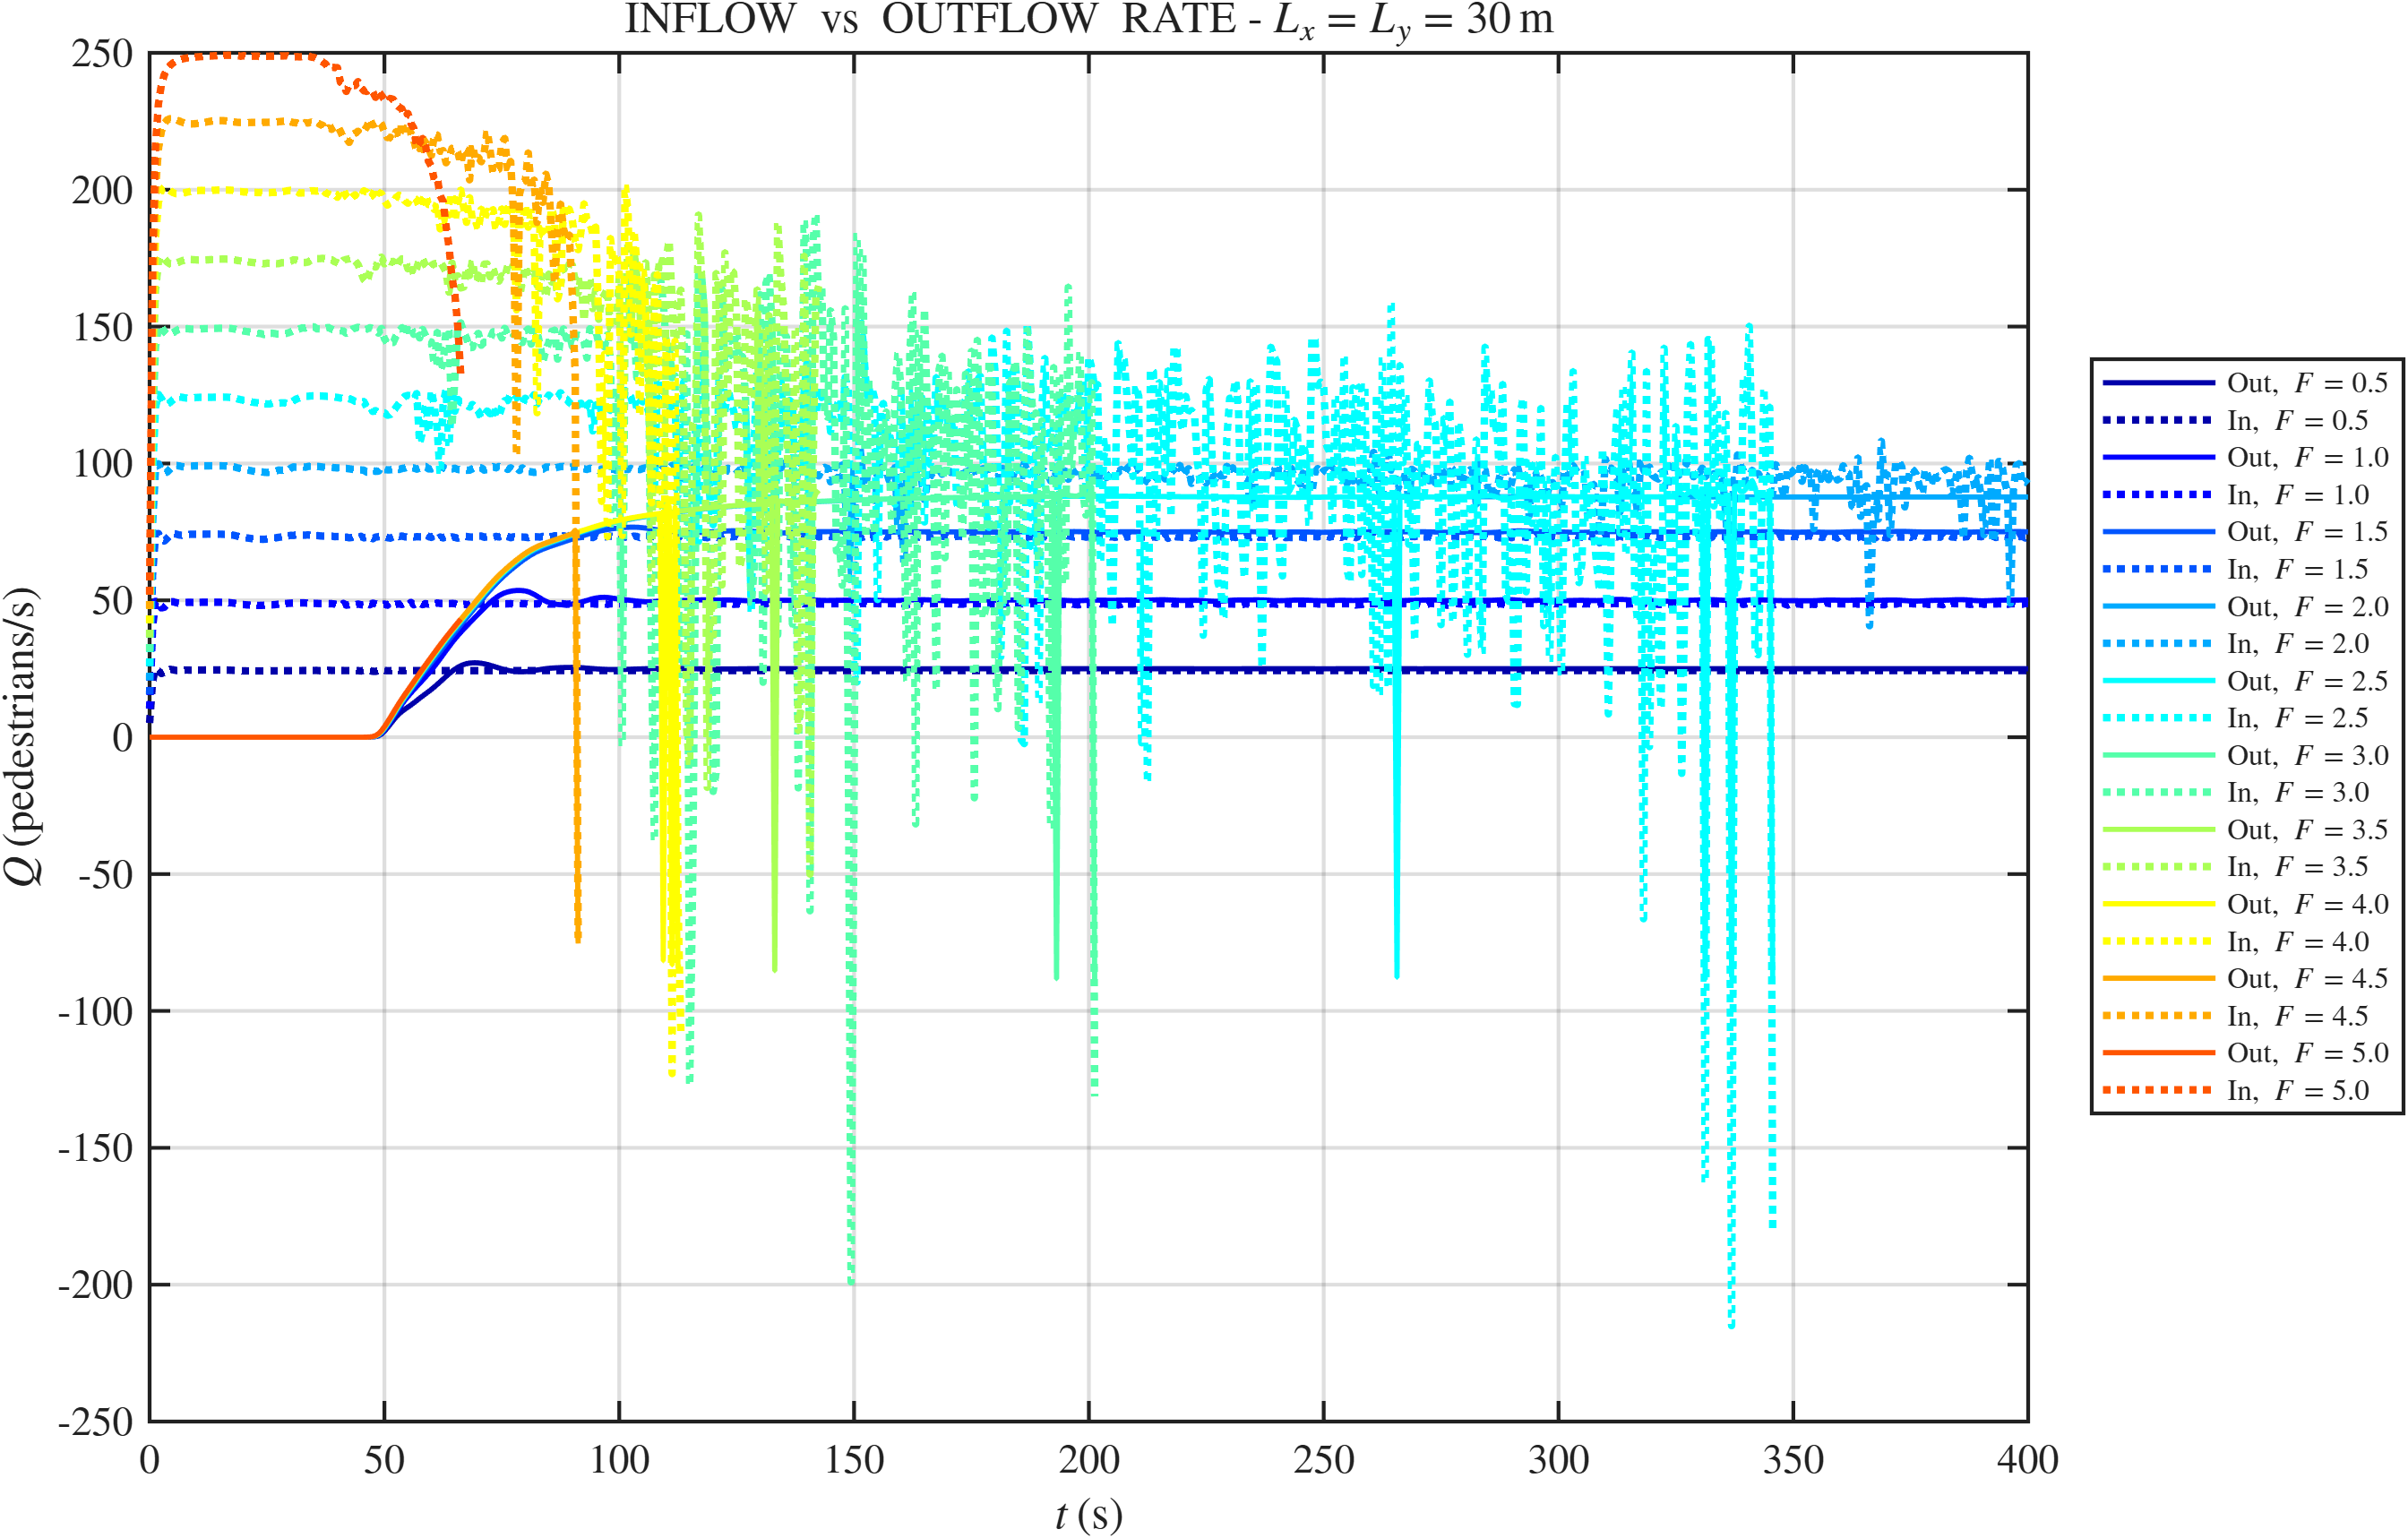 INFLOW vs OUTFLOW RATE - Lx = Ly = 30 m
250
200
150
100
50
0
-50
-100
-150
-200
-250
Q (pedestrians/s)
0 50 100 150 200 250 300 350 400
t (s)
Out, F = 0.5
In, F = 0.5
Out, F = 1.0
In, F = 1.0
Out, F = 1.5
In, F = 1.5
Out, F = 2.0
In, F = 2.0
Out, F = 2.5
In, F = 2.5
Out, F = 3.0
In, F = 3.0
Out, F = 3.5
In, F = 3.5
Out, F = 4.0
In, F = 4.0
Out, F = 4.5
In, F = 4.5
Out, F = 5.0
In, F = 5.0